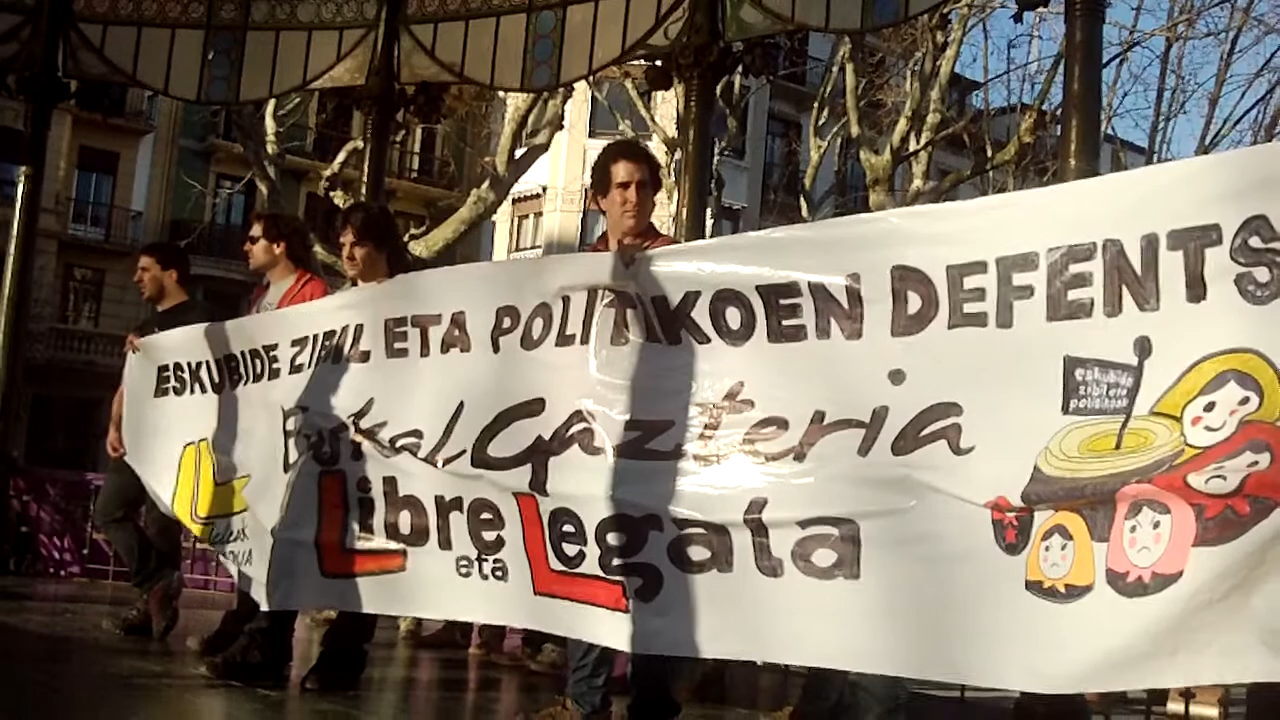 ESKUBIDE ZIBIL ETA POLITIKOEN DEFENTS
eskubide
zibil eta
politikoak
Euskal Gazteria
Libre
eta
Legala